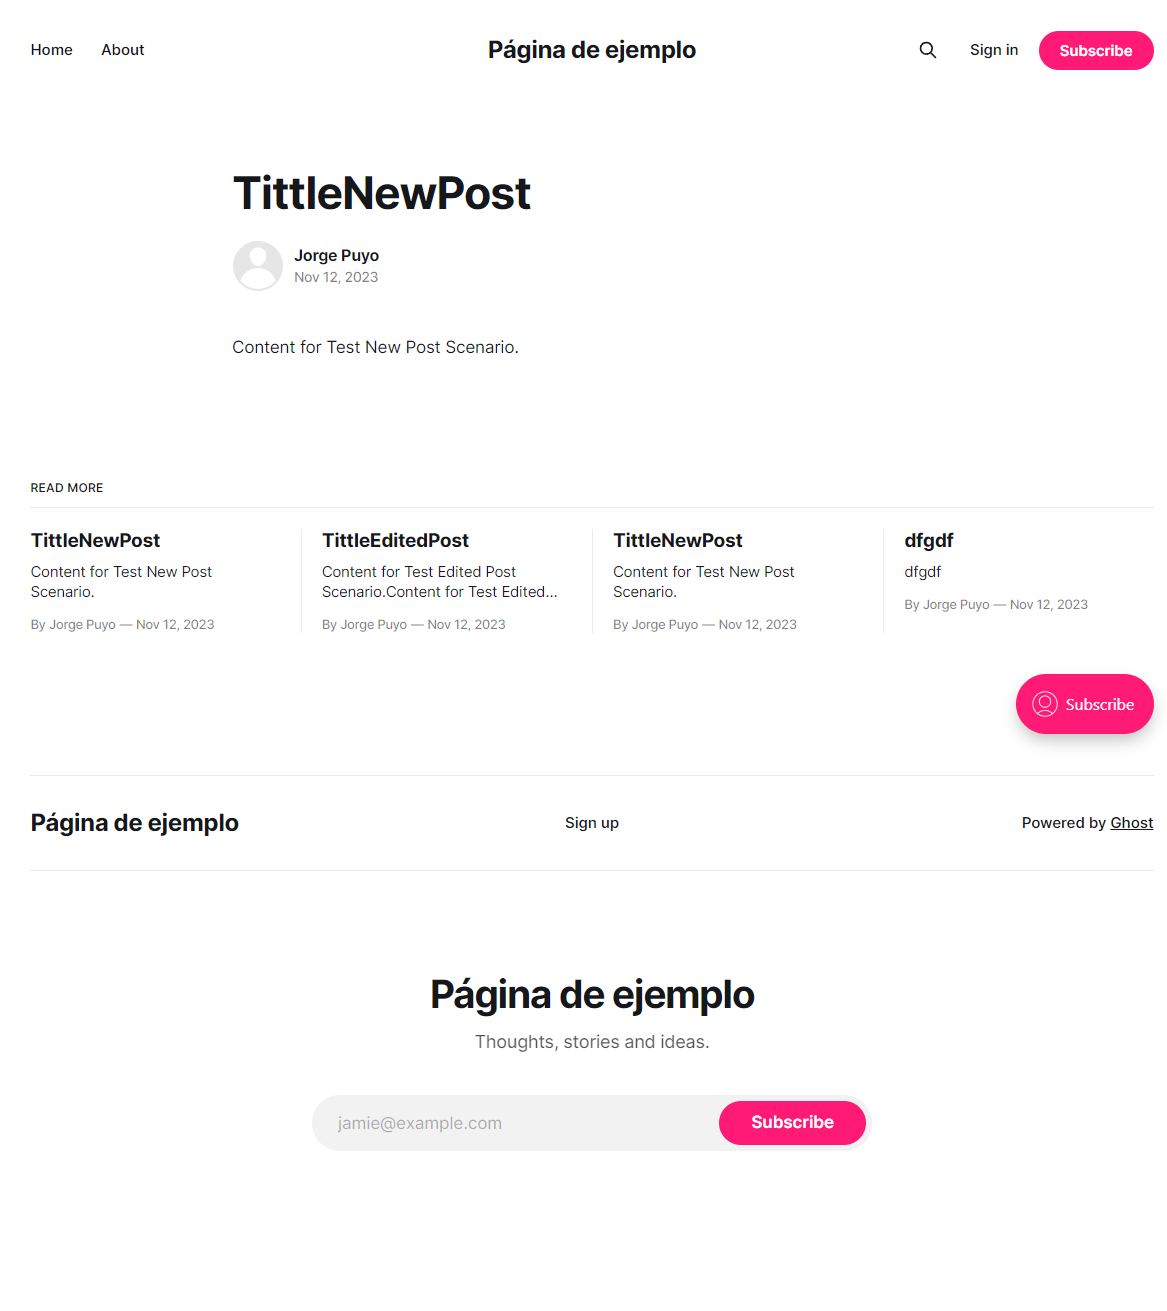 Home About Página de ejemplo Sign in Subscribe
TittleNewPost
Jorge Puyo
Nov 12, 2023
Content for Test New Post Scenario.
READ MORE
TittleNewPost
Content for Test New Post
Scenario.
By Jorge Puyo — Nov 12, 2023
TittleEditedPost
Content for Test Edited Post
Scenario.Content for Test Edited...
By Jorge Puyo — Nov 12, 2023
TittleNewPost
Content for Test New Post
Scenario.
By Jorge Puyo — Nov 12, 2023
dfgdf
dfgdf
By Jorge Puyo — Nov 12, 2023
Subscribe
Página de ejemplo Sign up Powered by Ghost
Página de ejemplo
Thoughts, stories and ideas.
jamie@example.com Subscribe